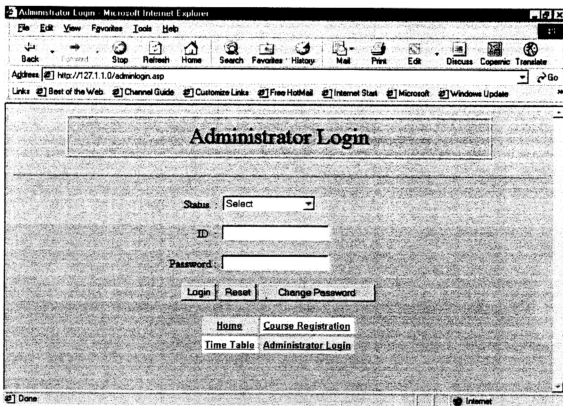 Administrator Login - Microsoft Internet Explorer
File Edit View Favorites Tools Help
Back Forward Stop Refresh Home Search Favorites History Mail Print Edit Discuss Copernic Translate
Address http://127.1.1.0/adminlogin.asp Go
Links Best of the Web Channel Guide Customize Links Free HotMail Internet Start Microsoft Windows Update
Administrator Login
Status : Select
ID :
Password :
Login Reset Change Password
Home Course Registration
Time Table Administrator Login
Done Internet